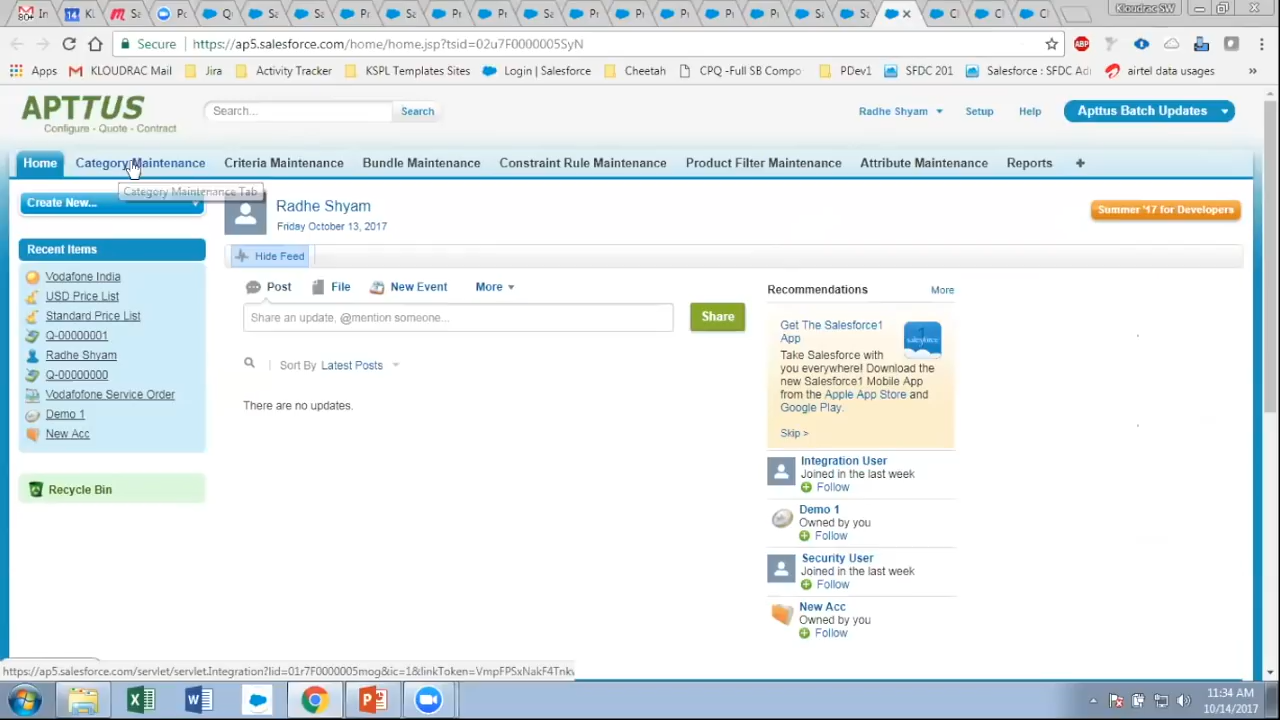 Kloudrac SW
Secure https://ap5.salesforce.com/home/home.jsp?tsid=02u7F0000005SyN
Apps KLOUDRAC Mail Jira Activity Tracker KSPL Templates Sites Login | Salesforce Cheetah CPQ -Full SB Compo PDev1 SFDC 201 Salesforce : SFDC Adi airtel data usages »
APTTUS
Configure - Quote - Contract
Search... Search
Radhe Shyam Setup Help Apttus Batch Updates
Home Category Maintenance Criteria Maintenance Bundle Maintenance Constraint Rule Maintenance Product Filter Maintenance Attribute Maintenance Reports +
Category Maintenance Tab
Create New...
Radhe Shyam
Friday October 13, 2017
Summer '17 for Developers
Recent Items
Vodafone India
USD Price List
Standard Price List
Q-00000001
Radhe Shyam
Q-00000000
Vodafofone Service Order
Demo 1
New Acc
Recycle Bin
Hide Feed
Post File New Event More
Share an update, @mention someone...
Share
Sort By Latest Posts
There are no updates.
Recommendations More
Get The Salesforce1
App
Take Salesforce with
you everywhere! Download the
new Salesforce1 Mobile App
from the Apple App Store and
Google Play.
Skip >
Integration User
Joined in the last week
Follow
Demo 1
Owned by you
Follow
Security User
Joined in the last week
Follow
New Acc
Owned by you
Follow
https://ap5.salesforce.com/servlet/servlet.Integration?lid=01r7F0000005mog&ic=1&linkToken=VmpFPSxNakF4Tnkv
11:34 AM
10/14/2017